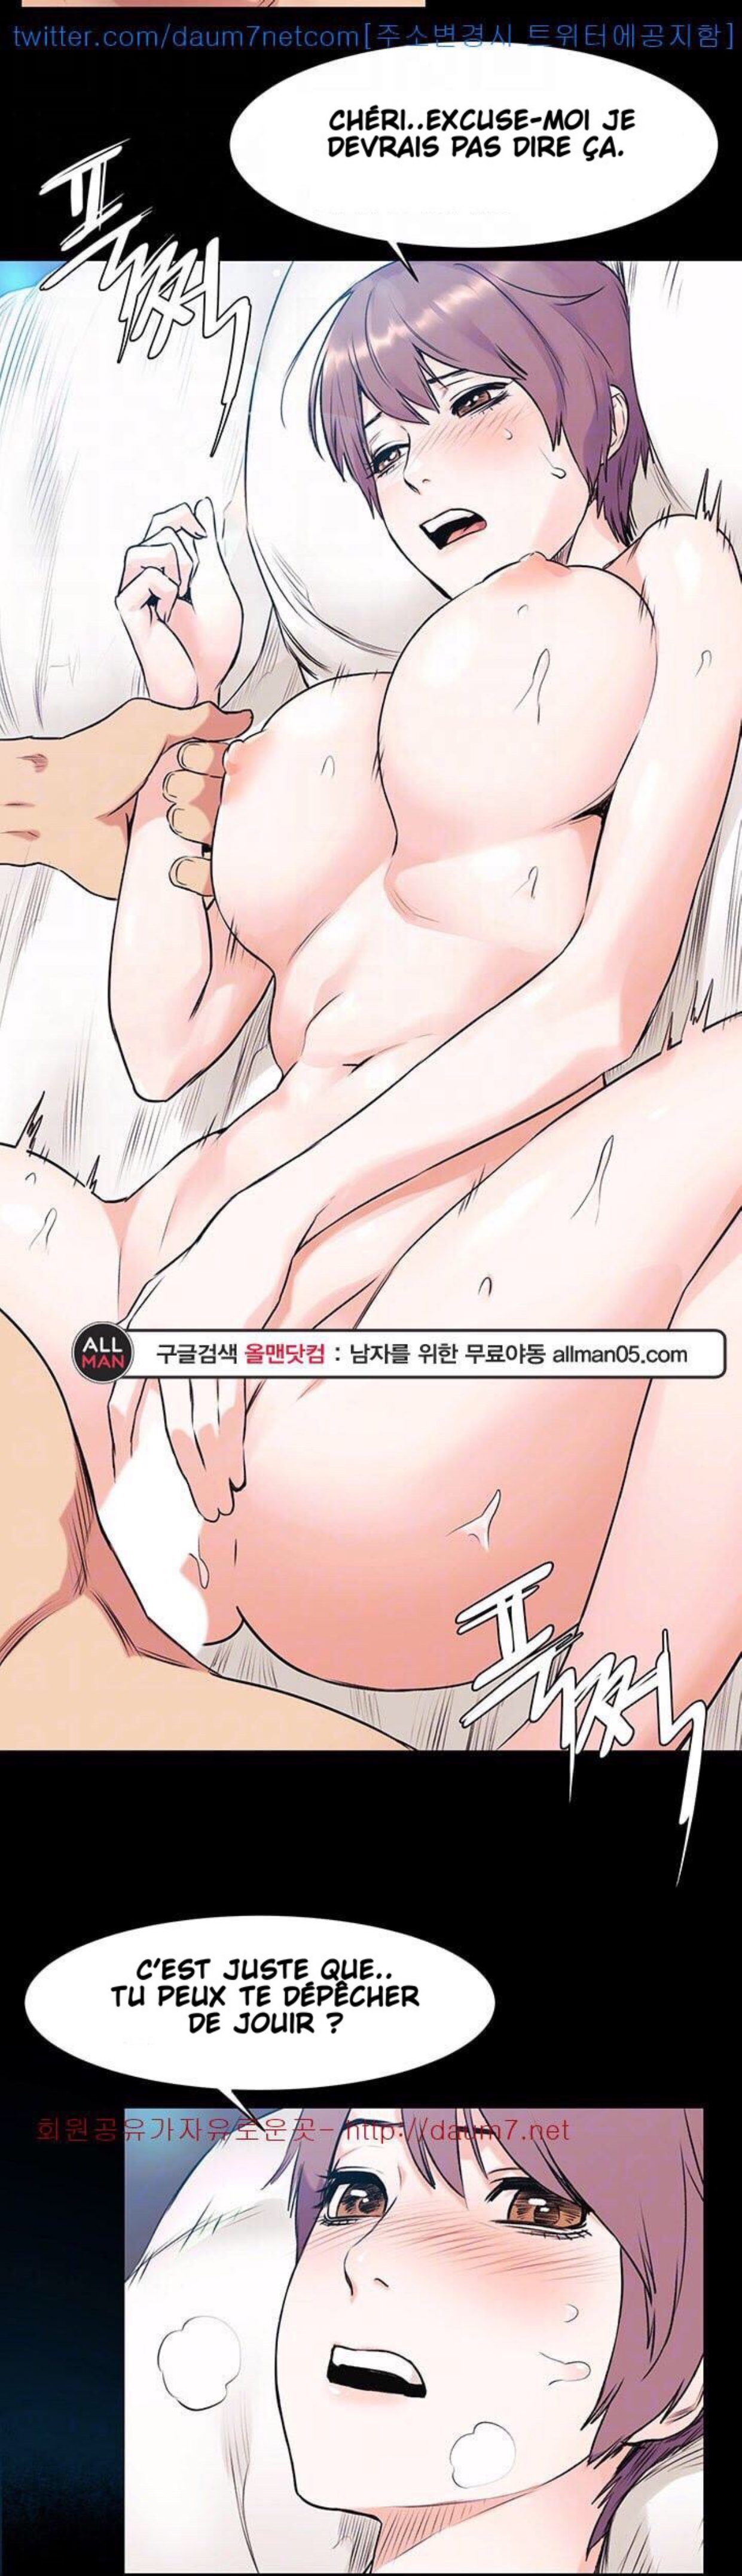 twitter.com/daum7netcom[주소변경시 트위터에공지함]
CHÉRI..EXCUSE-MOI JE
DEVRAIS PAS DIRE ÇA.
ALL
MAN
구글검색 올맨닷컴 : 남자를 위한 무료야동 allman05.com
C'EST JUSTE QUE..
TU PEUX TE DÉPÊCHER
DE JOUIR ?
회원공유가자유로운곳- http://daum7.net